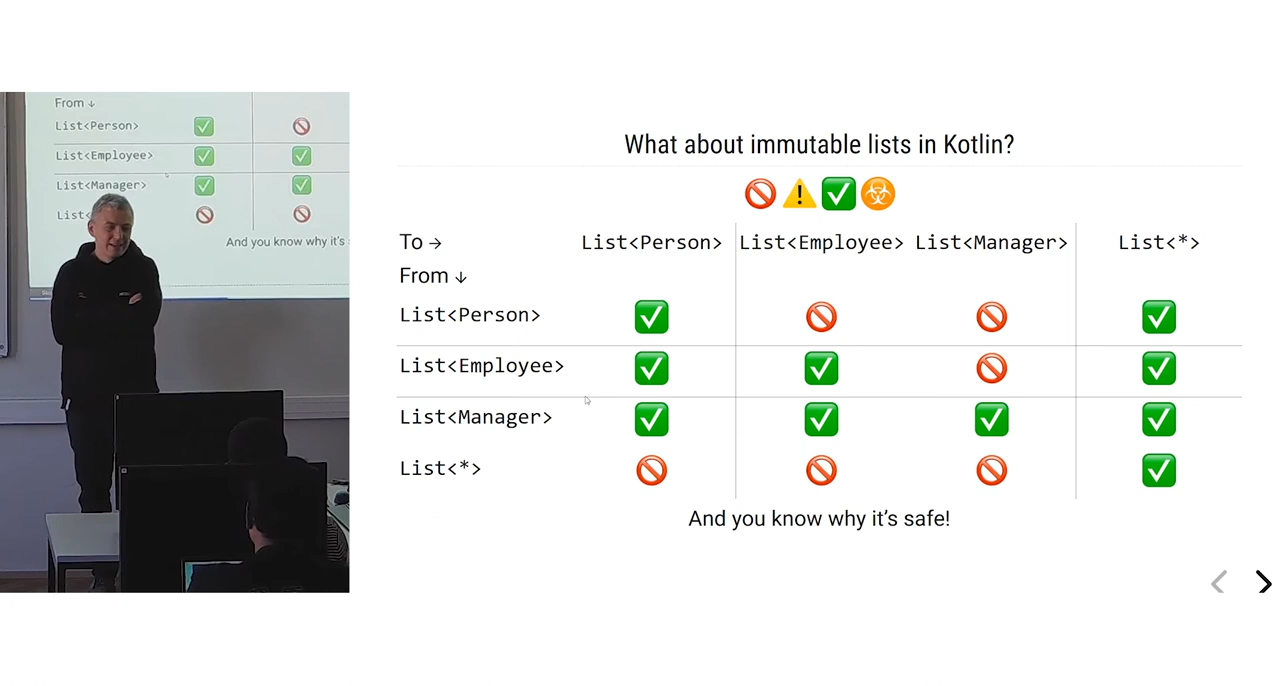 From ↓
List<Person>
List<Employee>
List<Manager>
List<
And you know why it's
What about immutable lists in Kotlin?
To → List<Person> List<Employee> List<Manager> List<*>
From ↓
List<Person>
List<Employee>
List<Manager>
List<*>
And you know why it's safe!